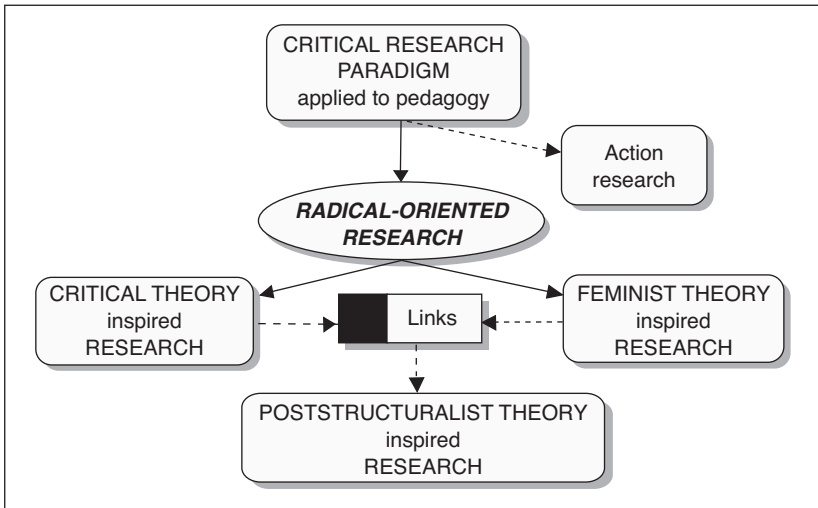 CRITICAL RESEARCH
PARADIGM
applied to pedagogy
Action
research
RADICAL-ORIENTED
RESEARCH
CRITICAL THEORY
inspired
RESEARCH
Links
FEMINIST THEORY
inspired
RESEARCH
POSTSTRUCTURALIST THEORY
inspired
RESEARCH